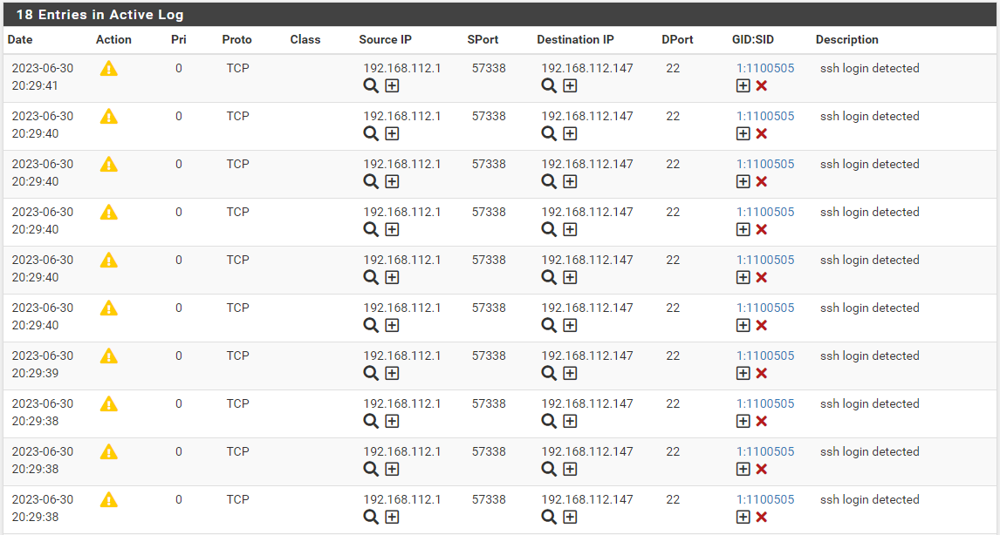 18 Entries in Active Log
Date Action Pri Proto Class Source IP SPort Destination IP DPort GID:SID Description
2023-06-30 0 TCP 192.168.112.1 57338 192.168.112.147 22 1:1100505 ssh login detected
20:29:41
2023-06-30 0 TCP 192.168.112.1 57338 192.168.112.147 22 1:1100505 ssh login detected
20:29:40
2023-06-30 0 TCP 192.168.112.1 57338 192.168.112.147 22 1:1100505 ssh login detected
20:29:40
2023-06-30 0 TCP 192.168.112.1 57338 192.168.112.147 22 1:1100505 ssh login detected
20:29:40
2023-06-30 0 TCP 192.168.112.1 57338 192.168.112.147 22 1:1100505 ssh login detected
20:29:40
2023-06-30 0 TCP 192.168.112.1 57338 192.168.112.147 22 1:1100505 ssh login detected
20:29:40
2023-06-30 0 TCP 192.168.112.1 57338 192.168.112.147 22 1:1100505 ssh login detected
20:29:39
2023-06-30 0 TCP 192.168.112.1 57338 192.168.112.147 22 1:1100505 ssh login detected
20:29:38
2023-06-30 0 TCP 192.168.112.1 57338 192.168.112.147 22 1:1100505 ssh login detected
20:29:38
2023-06-30 0 TCP 192.168.112.1 57338 192.168.112.147 22 1:1100505 ssh login detected
20:29:38